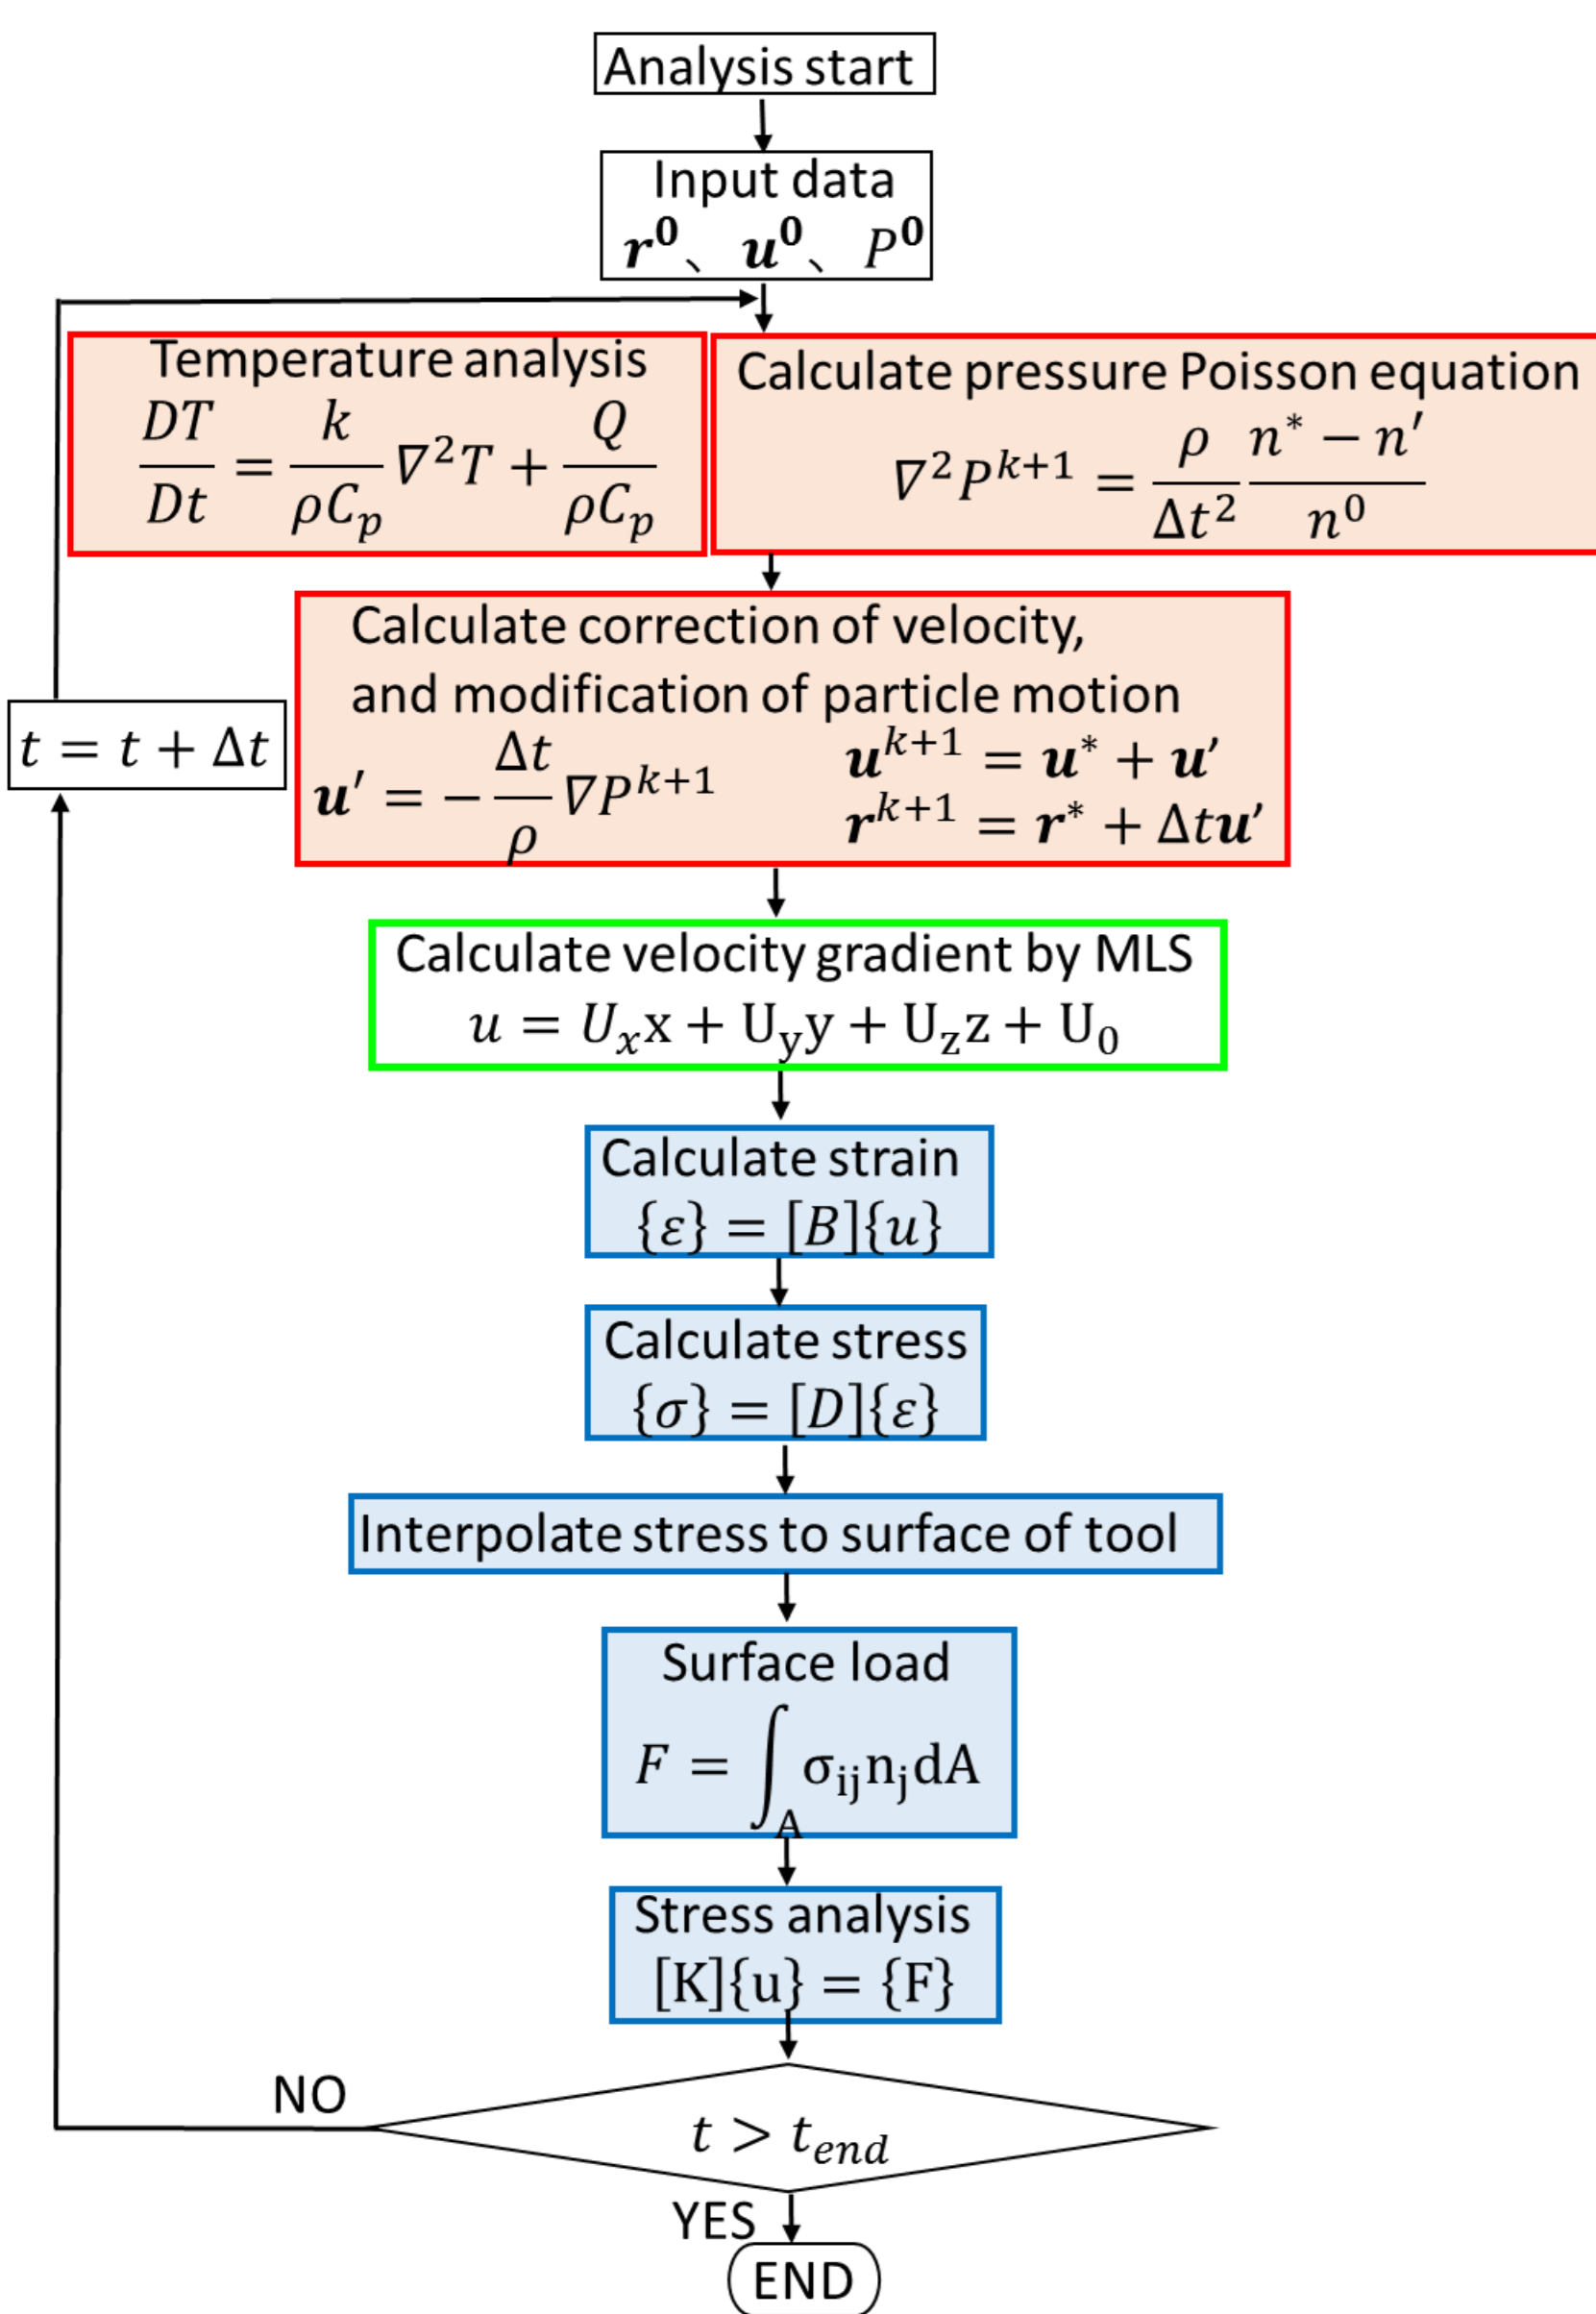 Analysis start
Input data
r⁰、 u⁰、 P⁰
Temperature analysis
DT/Dt = k/ρC_p ∇²T + Q/ρC_p
Calculate pressure Poisson equation
∇²P^{k+1} = ρ/Δt² n* − n′/n⁰
Calculate correction of velocity,
and modification of particle motion
u′ = − Δt/ρ ∇P^{k+1}
u^{k+1} = u* + u′
r^{k+1} = r* + Δtu′
t = t + Δt
Calculate velocity gradient by MLS
u = U_x x + U_y y + U_z z + U_0
Calculate strain
{ε} = [B]{u}
Calculate stress
{σ} = [D]{ε}
Interpolate stress to surface of tool
Surface load
F = ∫_A σ_ij n_j dA
Stress analysis
[K]{u} = {F}
NO
t > t_end
YES
END